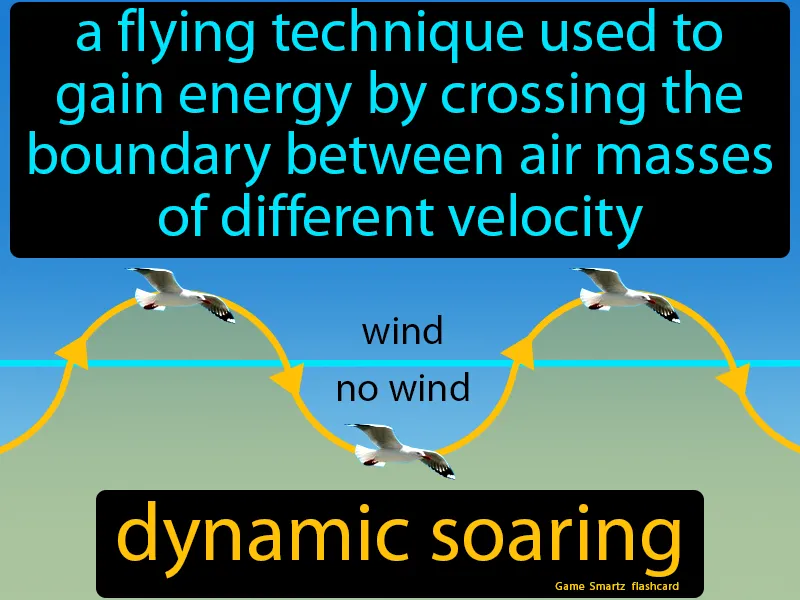 a flying technique used to
gain energy by crossing the
boundary between air masses
of different velocity
wind
no wind
dynamic soaring
Game Smartz flashcard